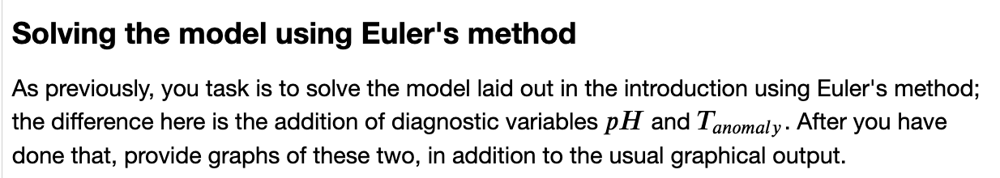 Solving the model using Euler's method
As previously, you task is to solve the model laid out in the introduction using Euler's method;
the difference here is the addition of diagnostic variables pH and T_anomaly. After you have
done that, provide graphs of these two, in addition to the usual graphical output.